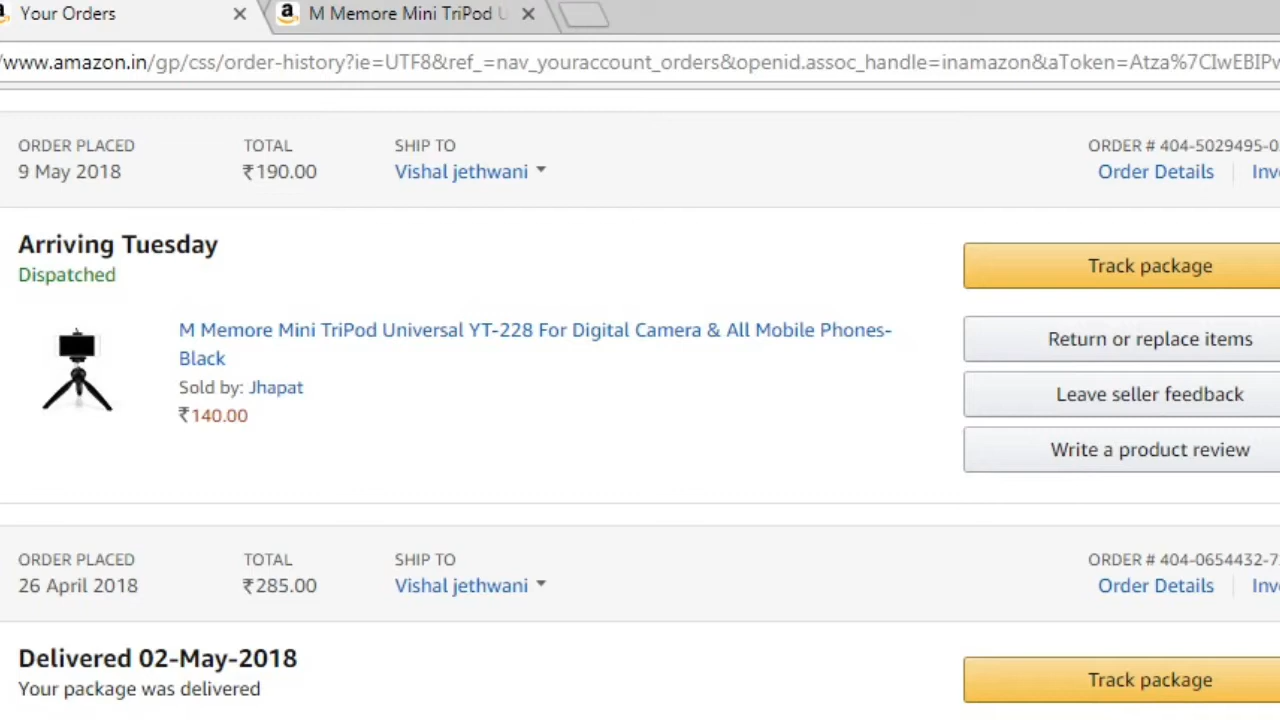 Your Orders
M Memore Mini TriPod
www.amazon.in/gp/css/order-history?ie=UTF8&ref_=nav_youraccount_orders&openid.assoc_handle=inamazon&aToken=Atza%7CIwEBIPv
ORDER PLACED TOTAL SHIP TO ORDER # 404-5029495-0
9 May 2018 ₹190.00 Vishal jethwani Order Details
Arriving Tuesday
Dispatched
Track package
M Memore Mini TriPod Universal YT-228 For Digital Camera & All Mobile Phones-
Black
Sold by: Jhapat
₹140.00
Return or replace items
Leave seller feedback
Write a product review
ORDER PLACED TOTAL SHIP TO ORDER # 404-0654432-7
26 April 2018 ₹285.00 Vishal jethwani Order Details
Delivered 02-May-2018
Your package was delivered
Track package